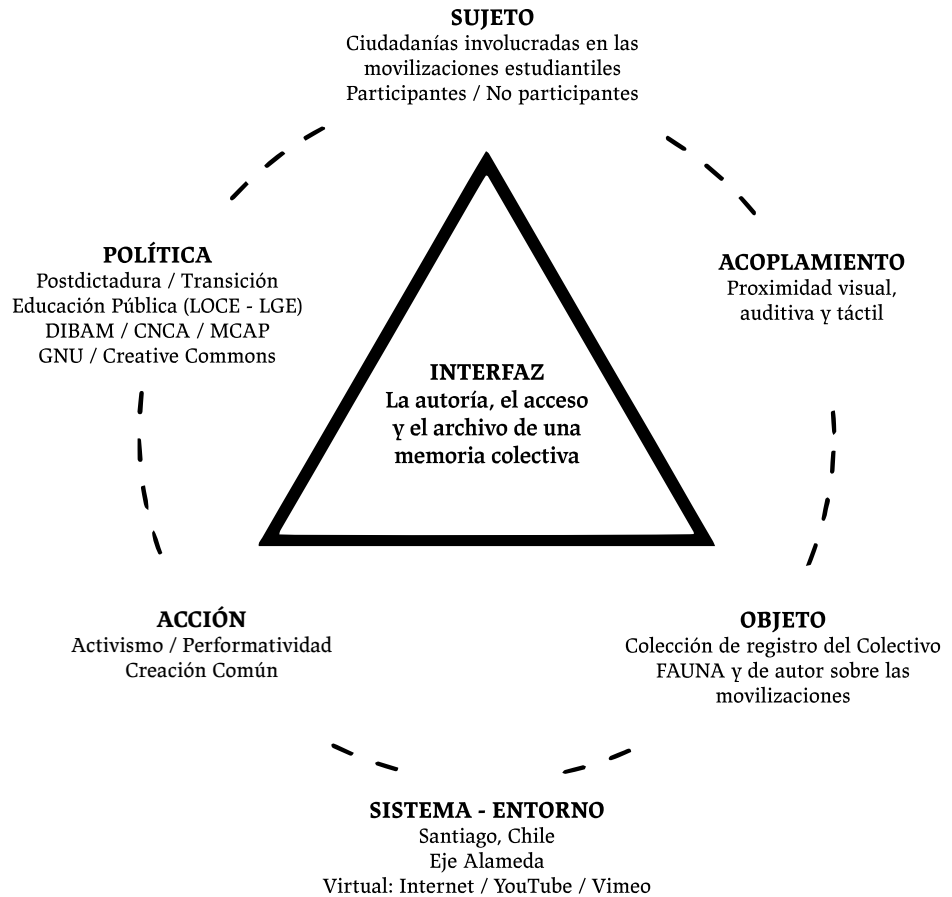 SUJETO
Ciudadanías involucradas en las
movilizaciones estudiantiles
Participantes / No participantes
POLÍTICA
Postdictadura / Transición
Educación Pública (LOCE - LGE)
DIBAM / CNCA / MCAP
GNU / Creative Commons
ACOPLAMIENTO
Proximidad visual,
auditiva y táctil
INTERFAZ
La autoría, el acceso
y el archivo de una
memoria colectiva
ACCIÓN
Activismo / Performatividad
Creación Común
OBJETO
Colección de registro del Colectivo
FAUNA y de autor sobre las
movilizaciones
SISTEMA - ENTORNO
Santiago, Chile
Eje Alameda
Virtual: Internet / YouTube / Vimeo